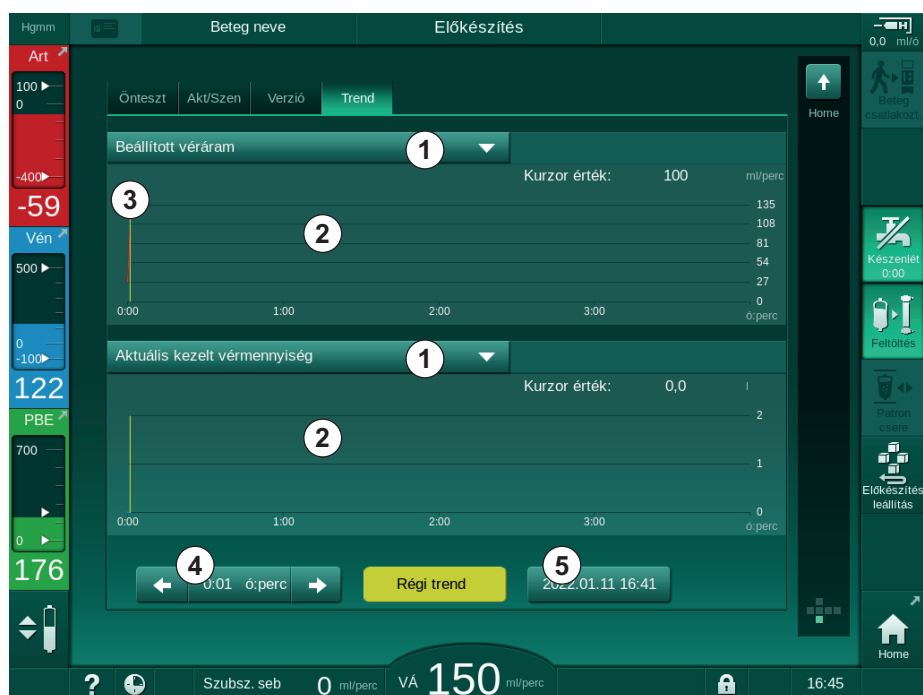 Hgmm
Beteg neve
Előkészítés
0,0 ml/ó
Art
100
0
-400
-59
Vén
500
0
-100
122
PBE
700
0
176
Önteszt
Akt/Szen
Verzió
Trend
Beállított véráram
1
Kurzor érték: 100 ml/perc
3
2
135
108
81
54
27
0
0:00 1:00 2:00 3:00 ó:perc
Aktuális kezelt vérmennyiség
1
Kurzor érték: 0,0 l
2
2
1
0
0:00 1:00 2:00 3:00 ó:perc
4
0:01 ó:perc
Régi trend
5
2022.01.11 16:41
Home
Beteg
csatlakozt.
Készenlét
0:00
Feltöltés
Patron
csere
Előkészítés
leállítás
Home
?
Szubsz. seb 0 ml/perc
VÁ 150 ml/perc
16:45